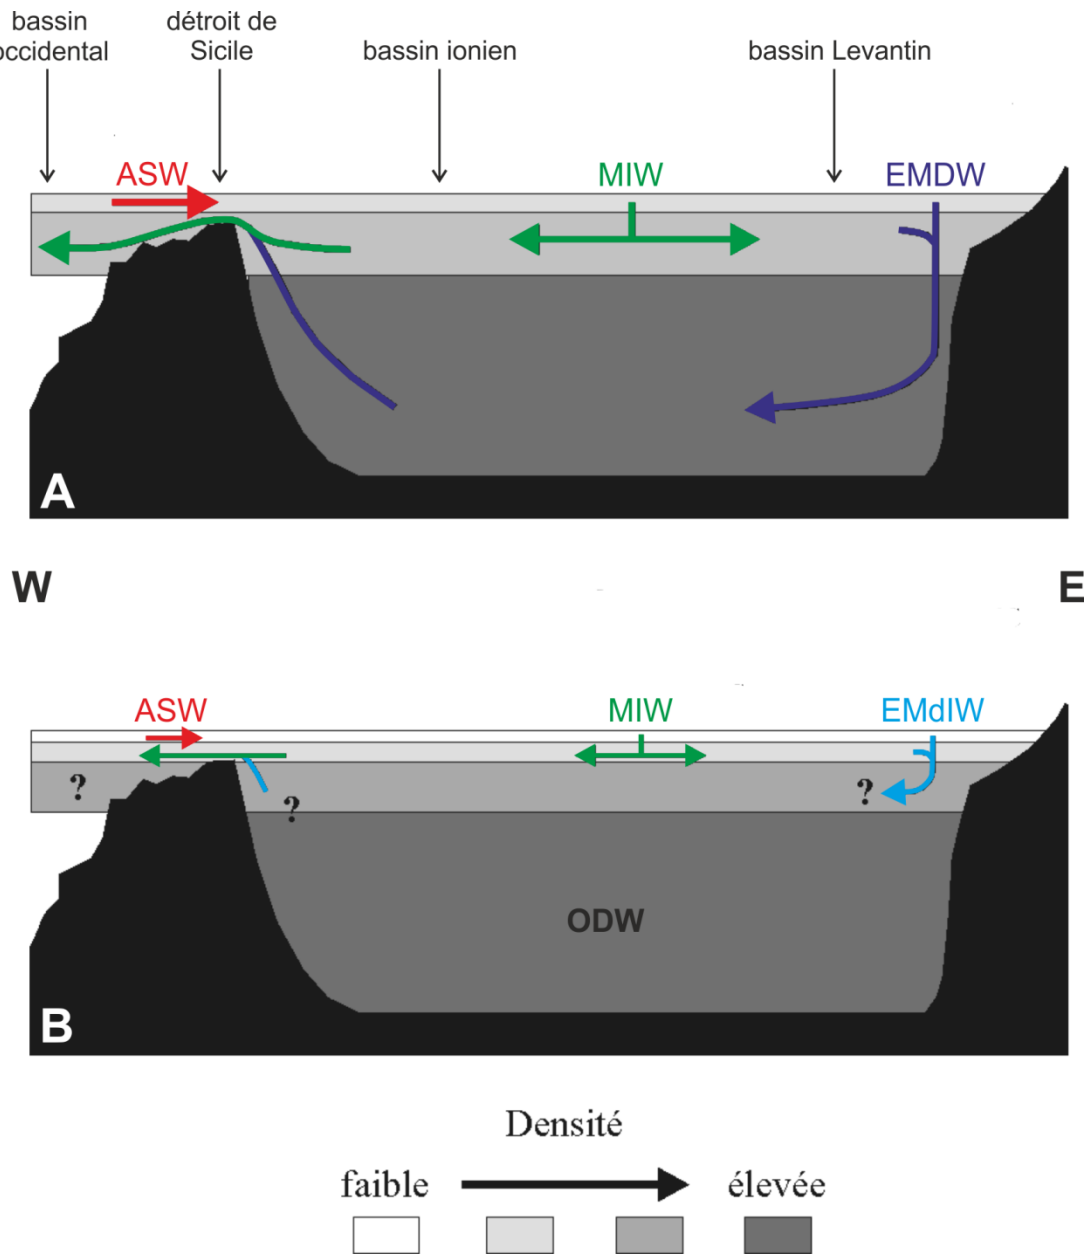 bassin
occidental
détroit de
Sicile
bassin ionien
bassin Levantin
ASW
MIW
EMDW
A
W
E
ASW
MIW
EMdIW
?
?
?
ODW
B
Densité
faible
élevée